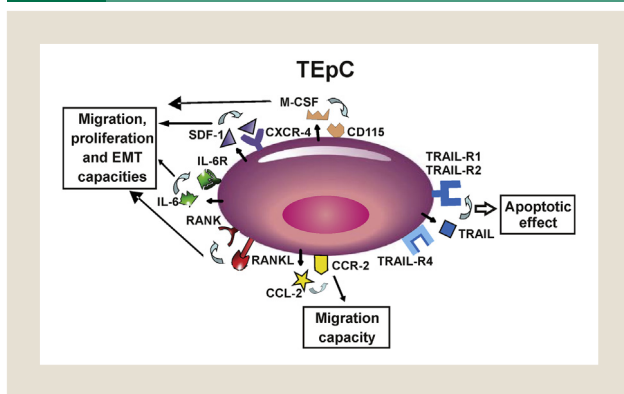 TEpC
M-CSF
SDF-1
CXCR-4
CD115
Migration,
proliferation
and EMT
capacities
IL-6R
IL-6
RANK
RANKL
CCL-2
CCR-2
TRAIL-R4
TRAIL-R1
TRAIL-R2
TRAIL
Apoptotic
effect
Migration
capacity